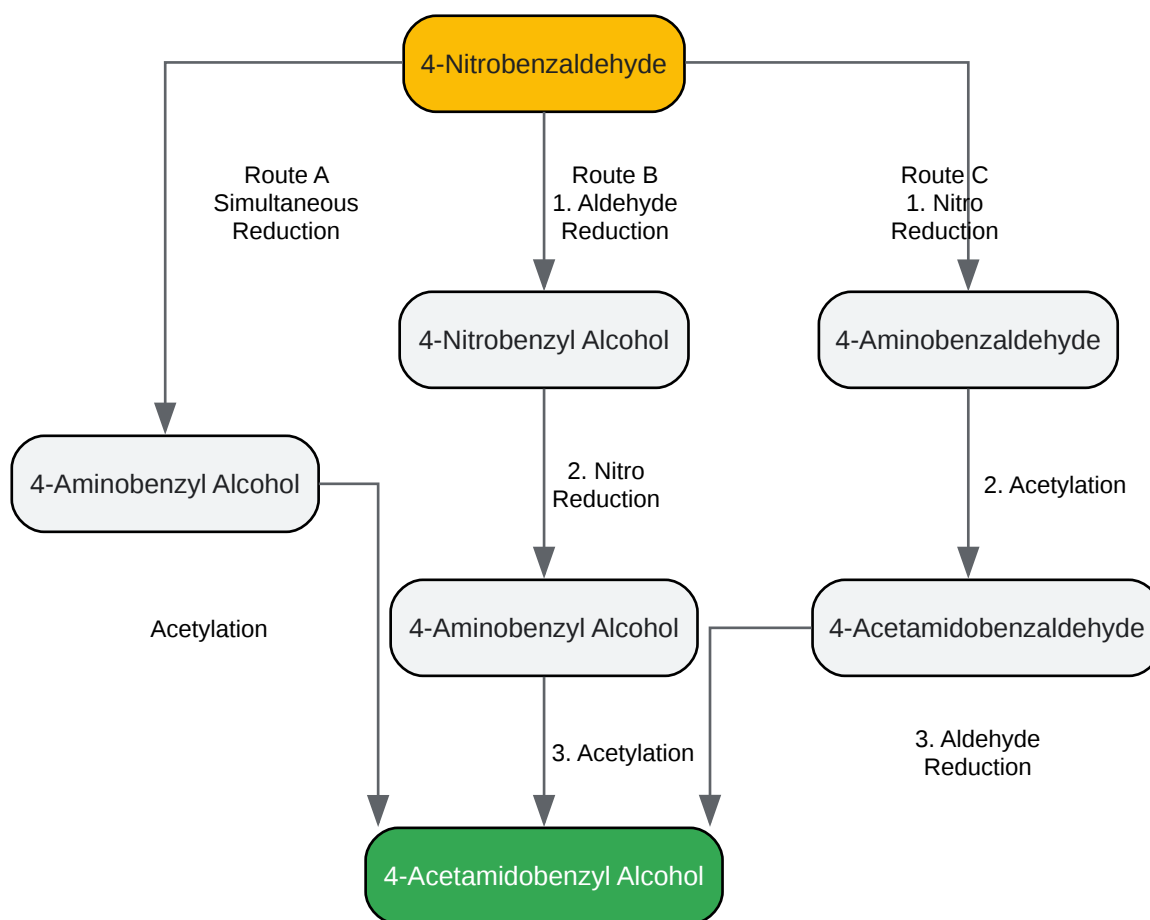 4-Nitrobenzaldehyde
Route A
Simultaneous
Reduction
Route B
1. Aldehyde
Reduction
Route C
1. Nitro
Reduction
4-Nitrobenzyl Alcohol
4-Aminobenzaldehyde
4-Aminobenzyl Alcohol
2. Nitro
Reduction
2. Acetylation
Acetylation
4-Aminobenzyl Alcohol
4-Acetamidobenzaldehyde
3. Acetylation
3. Aldehyde
Reduction
4-Acetamidobenzyl Alcohol